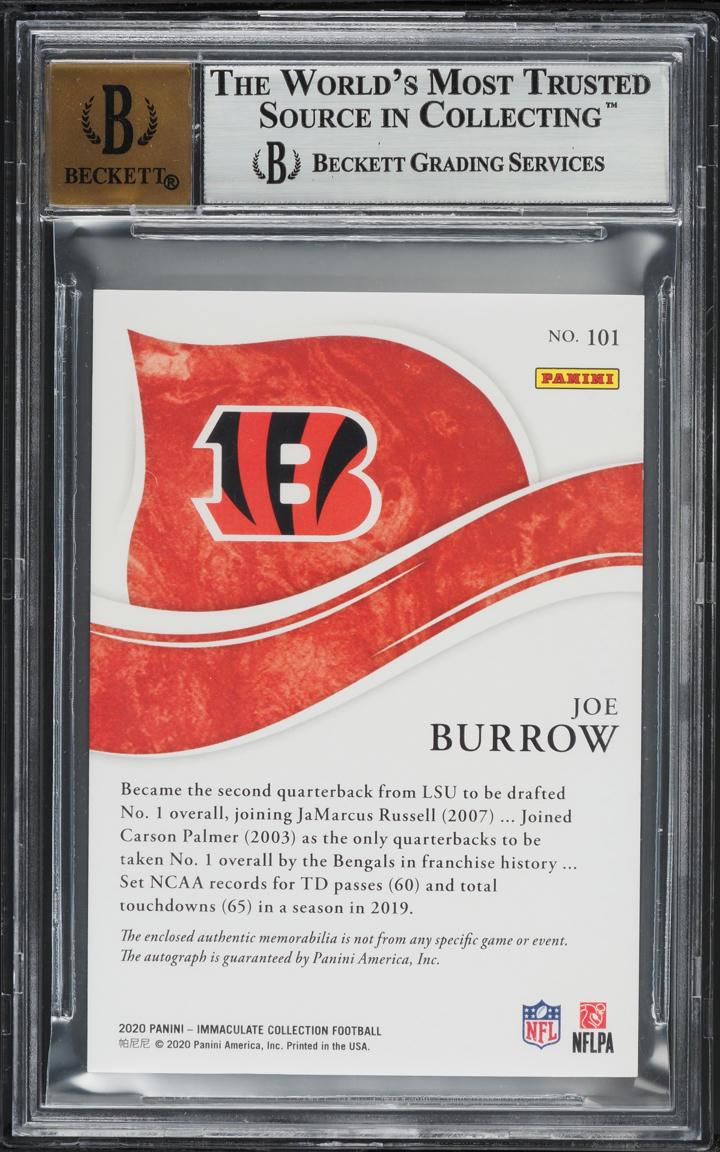 THE WORLD'S MOST TRUSTED
SOURCE IN COLLECTING™
B
BECKETT®
B BECKETT GRADING SERVICES
NO. 101
PANINI
B
JOE
BURROW
Became the second quarterback from LSU to be drafted
No. 1 overall, joining JaMarcus Russell (2007) ... Joined
Carson Palmer (2003) as the only quarterbacks to be
taken No. 1 overall by the Bengals in franchise history ...
Set NCAA records for TD passes (60) and total
touchdowns (65) in a season in 2019.
The enclosed authentic memorabilia is not from any specific game or event.
The autograph is guaranteed by Panini America, Inc.
2020 PANINI – IMMACULATE COLLECTION FOOTBALL
帕尼尼 © 2020 Panini America, Inc. Printed in the USA.
NFL
NFLPA